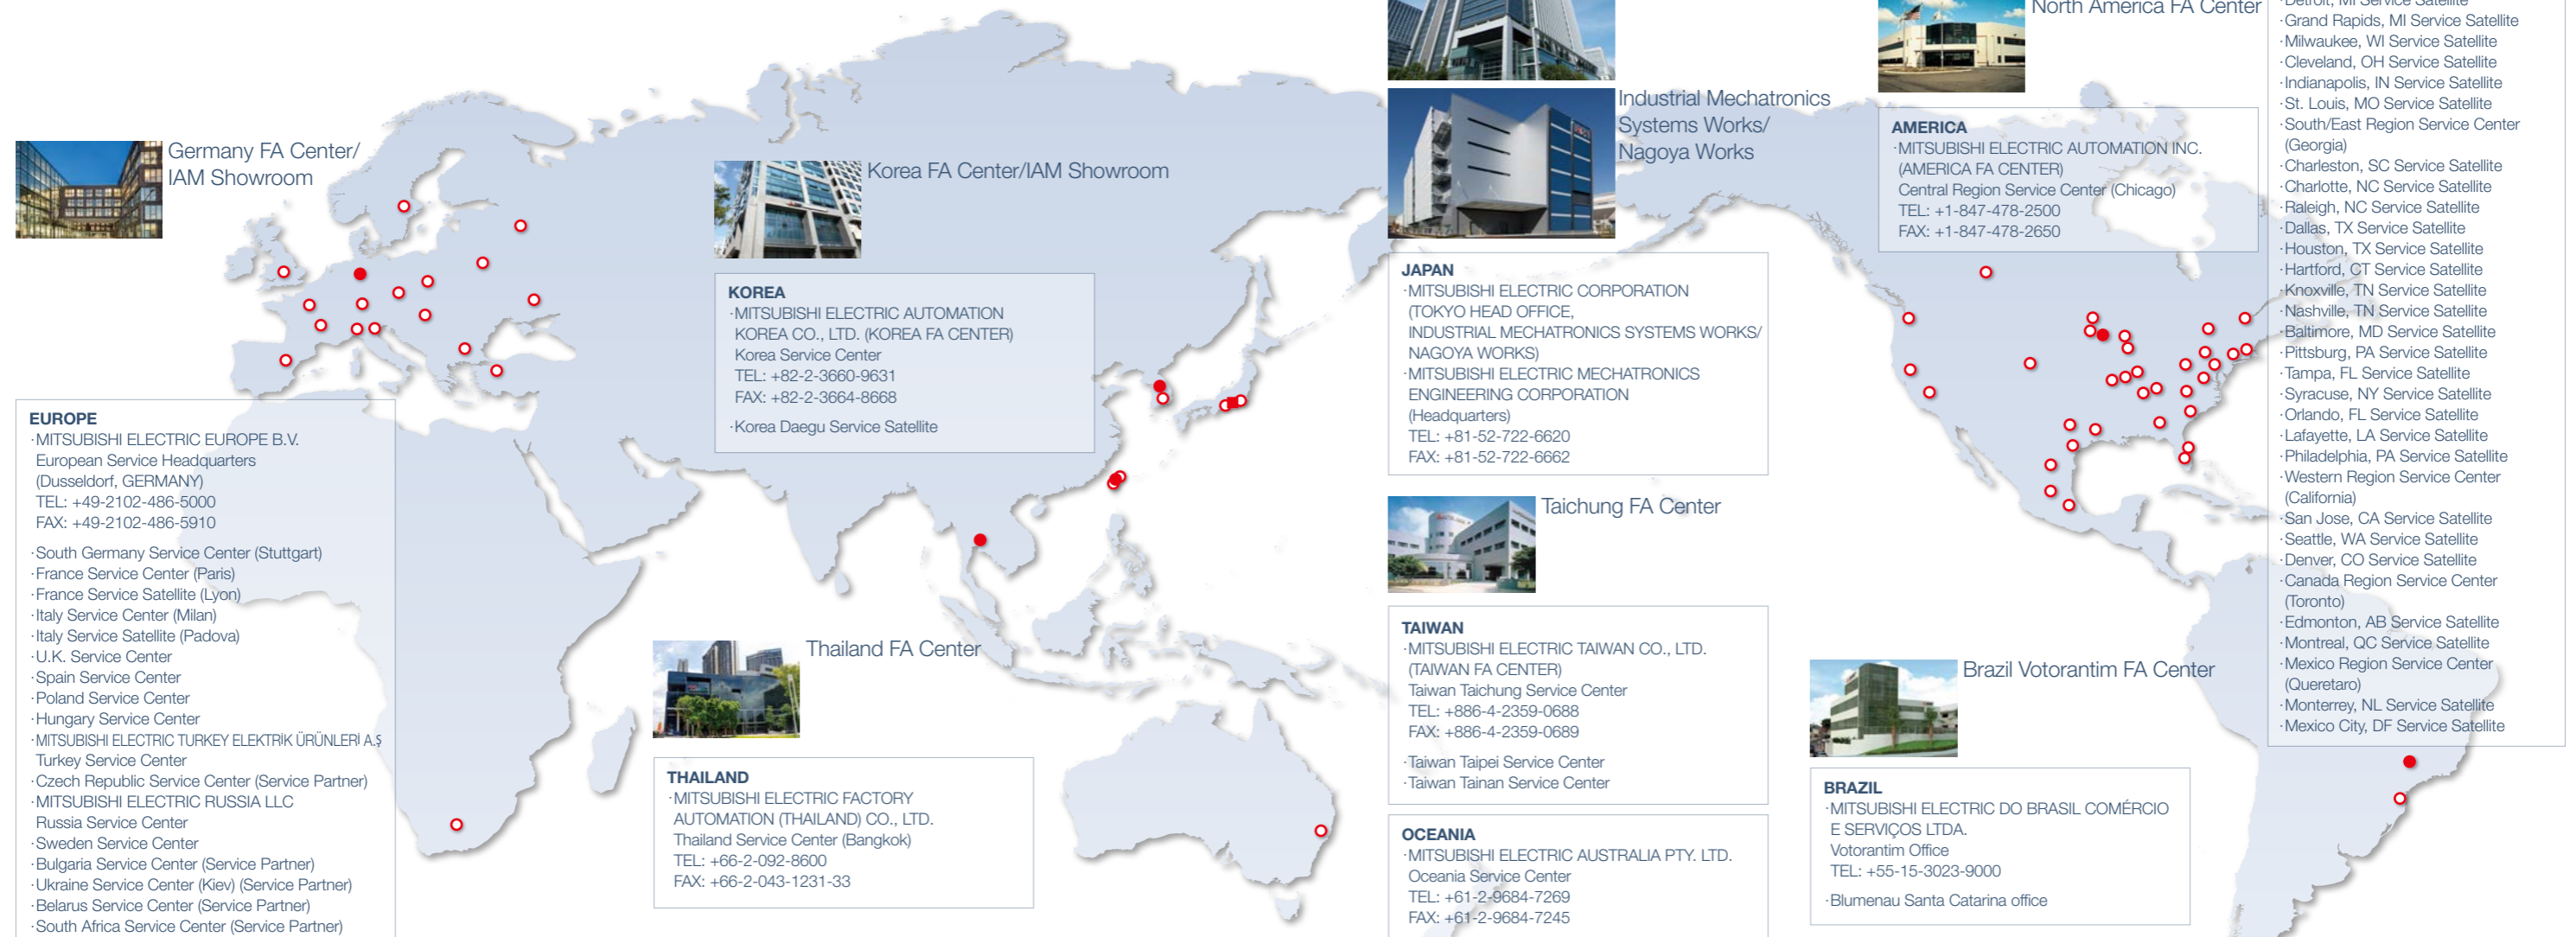 Germany FA Center/
IAM Showroom
EUROPE
·MITSUBISHI ELECTRIC EUROPE B.V.
European Service Headquarters
(Dusseldorf, GERMANY)
TEL: +49-2102-486-5000
FAX: +49-2102-486-5910
·South Germany Service Center (Stuttgart)
·France Service Center (Paris)
·France Service Satellite (Lyon)
·Italy Service Center (Milan)
·Italy Service Satellite (Padova)
·U.K. Service Center
·Spain Service Center
·Poland Service Center
·Hungary Service Center
·MITSUBISHI ELECTRIC TURKEY ELEKTRİK ÜRÜNLERİ A.Ş
Turkey Service Center
·Czech Republic Service Center (Service Partner)
·MITSUBISHI ELECTRIC RUSSIA LLC
Russia Service Center
·Sweden Service Center
·Bulgaria Service Center (Service Partner)
·Ukraine Service Center (Kiev) (Service Partner)
·Belarus Service Center (Service Partner)
·South Africa Service Center (Service Partner)
Korea FA Center/IAM Showroom
KOREA
·MITSUBISHI ELECTRIC AUTOMATION
KOREA CO., LTD. (KOREA FA CENTER)
Korea Service Center
TEL: +82-2-3660-9631
FAX: +82-2-3664-8668
·Korea Daegu Service Satellite
Thailand FA Center
THAILAND
·MITSUBISHI ELECTRIC FACTORY
AUTOMATION (THAILAND) CO., LTD.
Thailand Service Center (Bangkok)
TEL: +66-2-092-8600
FAX: +66-2-043-1231-33
Industrial Mechatronics
Systems Works/
Nagoya Works
JAPAN
·MITSUBISHI ELECTRIC CORPORATION
(TOKYO HEAD OFFICE,
INDUSTRIAL MECHATRONICS SYSTEMS WORKS/
NAGOYA WORKS)
·MITSUBISHI ELECTRIC MECHATRONICS
ENGINEERING CORPORATION
(Headquarters)
TEL: +81-52-722-6620
FAX: +81-52-722-6662
Taichung FA Center
TAIWAN
·MITSUBISHI ELECTRIC TAIWAN CO., LTD.
(TAIWAN FA CENTER)
Taiwan Taichung Service Center
TEL: +886-4-2359-0688
FAX: +886-4-2359-0689
·Taiwan Taipei Service Center
·Taiwan Tainan Service Center
OCEANIA
·MITSUBISHI ELECTRIC AUSTRALIA PTY. LTD.
Oceania Service Center
TEL: +61-2-9684-7269
FAX: +61-2-9684-7245
North America FA Center
AMERICA
·MITSUBISHI ELECTRIC AUTOMATION INC.
(AMERICA FA CENTER)
Central Region Service Center (Chicago)
TEL: +1-847-478-2500
FAX: +1-847-478-2650
Brazil Votorantim FA Center
BRAZIL
·MITSUBISHI ELECTRIC DO BRASIL COMÉRCIO
E SERVIÇOS LTDA.
Votorantim Office
TEL: +55-15-3023-9000
·Blumenau Santa Catarina office
·Detroit, MI Service Satellite
·Grand Rapids, MI Service Satellite
·Milwaukee, WI Service Satellite
·Cleveland, OH Service Satellite
·Indianapolis, IN Service Satellite
·St. Louis, MO Service Satellite
·South/East Region Service Center
(Georgia)
·Charleston, SC Service Satellite
·Charlotte, NC Service Satellite
·Raleigh, NC Service Satellite
·Dallas, TX Service Satellite
·Houston, TX Service Satellite
·Hartford, CT Service Satellite
·Knoxville, TN Service Satellite
·Nashville, TN Service Satellite
·Baltimore, MD Service Satellite
·Pittsburg, PA Service Satellite
·Tampa, FL Service Satellite
·Syracuse, NY Service Satellite
·Orlando, FL Service Satellite
·Lafayette, LA Service Satellite
·Philadelphia, PA Service Satellite
·Western Region Service Center
(California)
·San Jose, CA Service Satellite
·Seattle, WA Service Satellite
·Denver, CO Service Satellite
·Canada Region Service Center
(Toronto)
·Edmonton, AB Service Satellite
·Montreal, QC Service Satellite
·Mexico Region Service Center
(Queretaro)
·Monterrey, NL Service Satellite
·Mexico City, DF Service Satellite